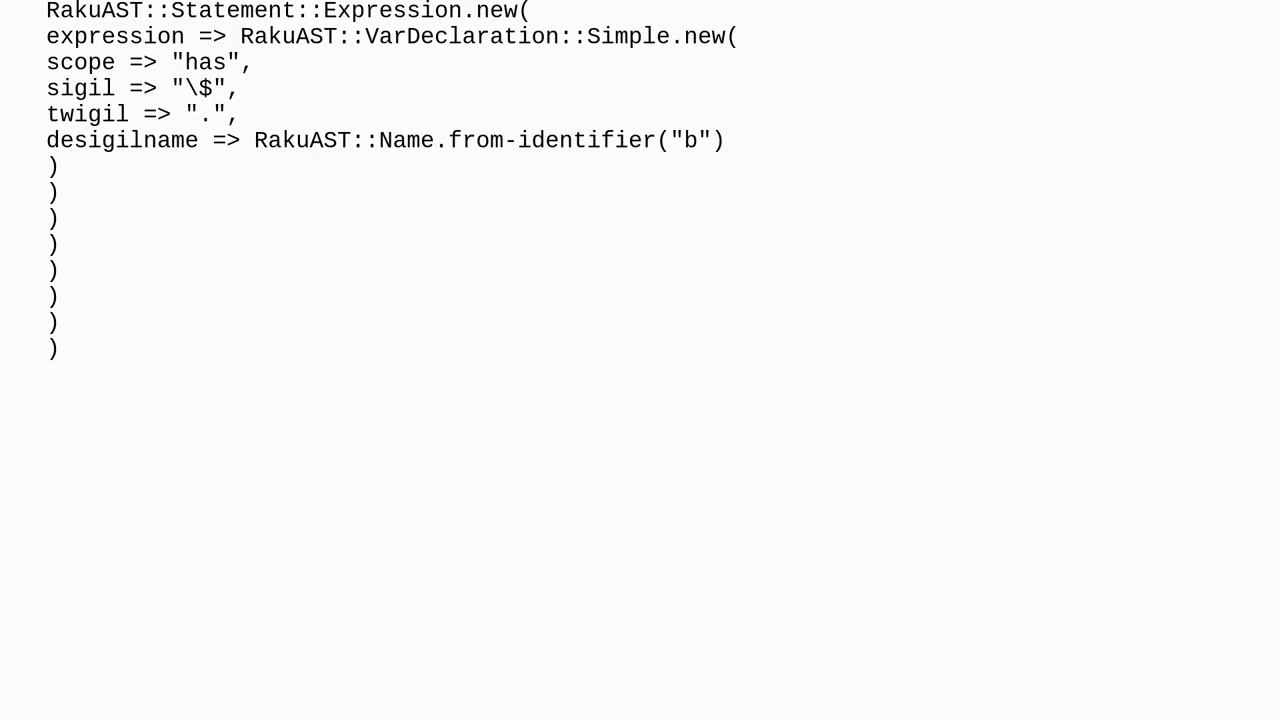 RakuAST::Statement::Expression.new(
expression => RakuAST::VarDeclaration::Simple.new(
scope => "has",
sigil => "\$",
twigil => ".",
desigilname => RakuAST::Name.from-identifier("b")
)
)
)
)
)
)
)
)